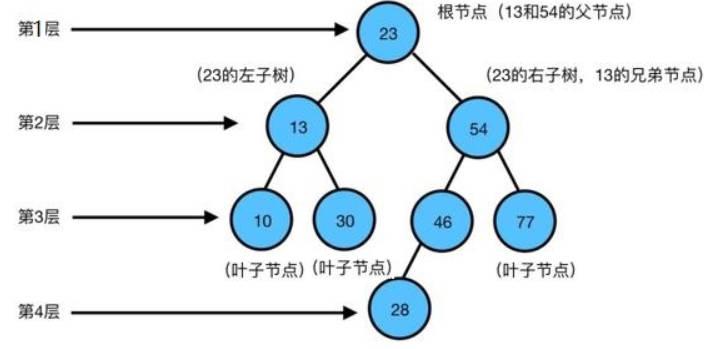 第1层
23
根节点（13和54的父节点）
（23的左子树）
（23的右子树，13的兄弟节点）
第2层
13
54
第3层
10
30
46
77
（叶子节点）
（叶子节点）
（叶子节点）
第4层
28